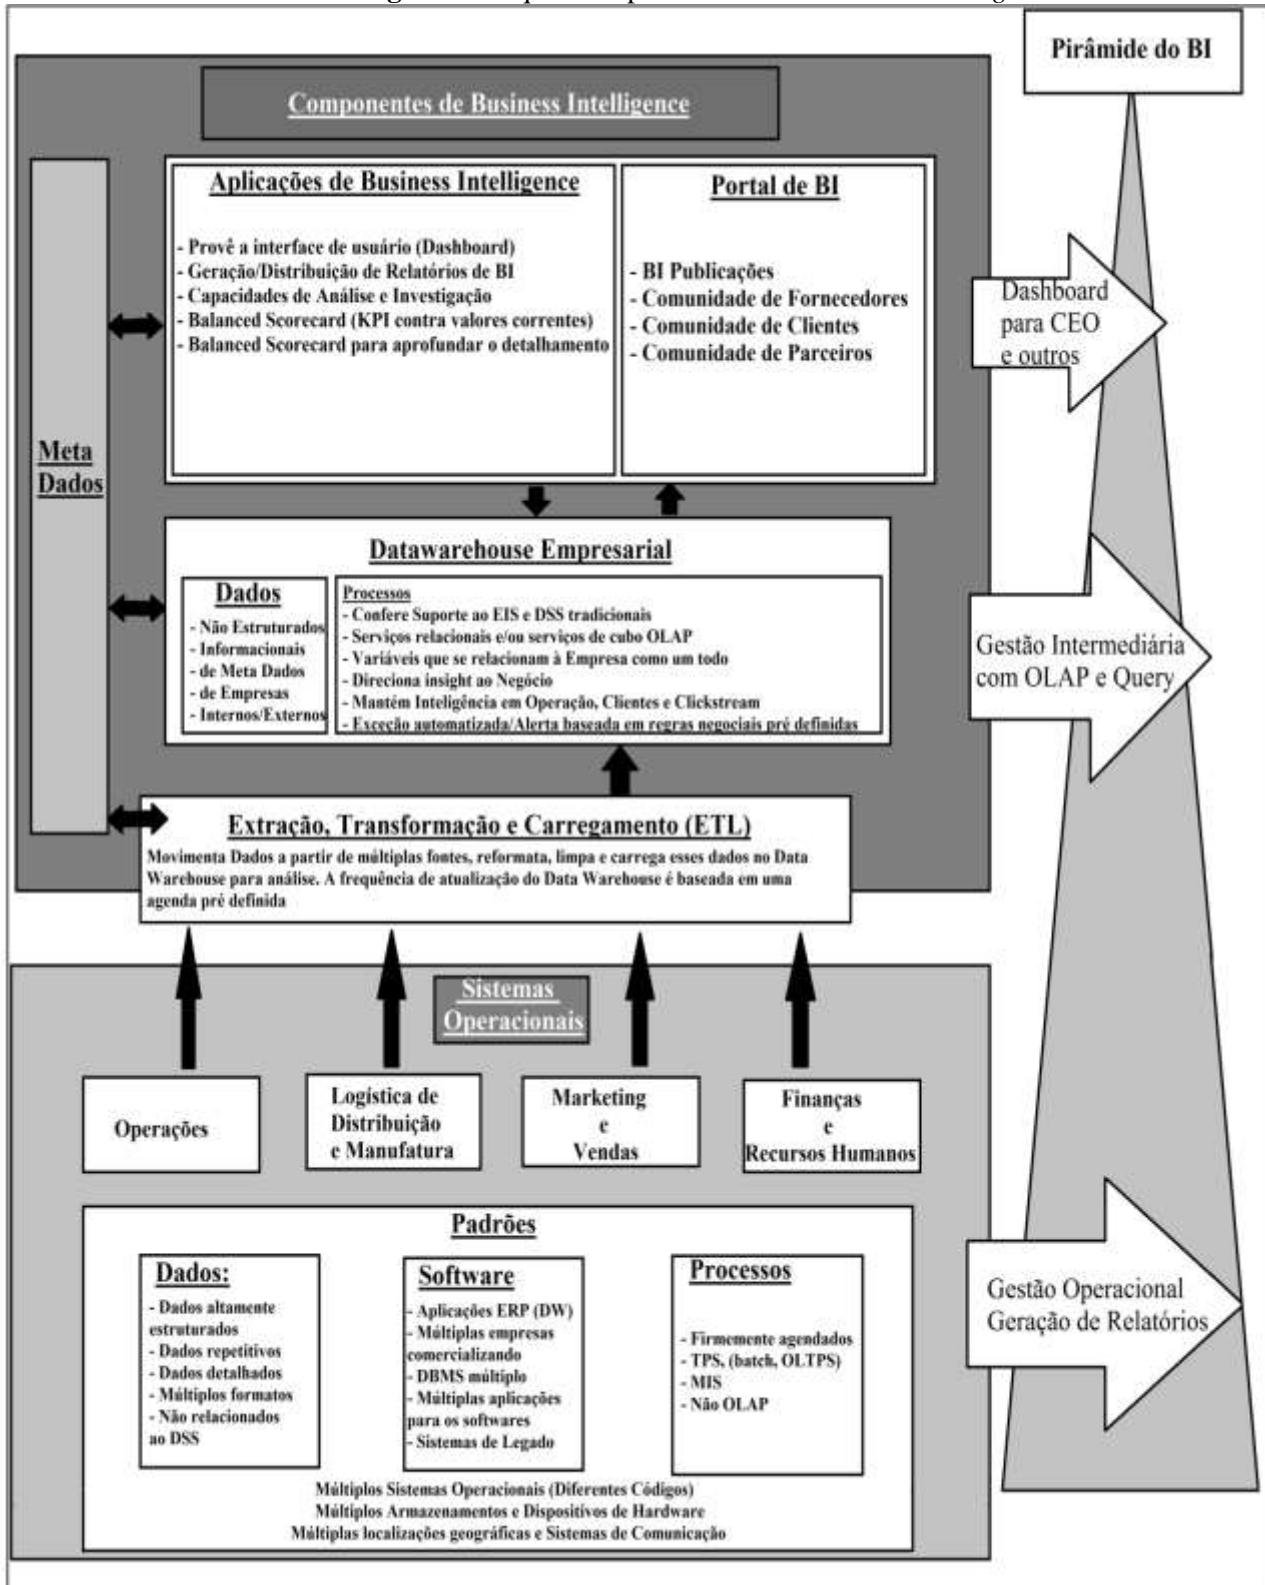 Pirâmide do BI
Componentes de Business Intelligence
Aplicações de Business Intelligence
- Provê a interface de usuário (Dashboard)
- Geração/Distribuição de Relatórios de BI
- Capacidades de Análise e Investigação
- Balanced Scorecard (KPI contra valores correntes)
- Balanced Scorecard para aprofundar o detalhamento
Portal de BI
- BI Publicações
- Comunidade de Fornecedores
- Comunidade de Clientes
- Comunidade de Parceiros
Dashboard
para CEO
e outros
Meta
Dados
Datawarehouse Empresarial
Dados
- Não Estruturados
- Informacionais
- de Meta Dados
- de Empresas
- Internos/Externos
Processos
- Confere Suporte ao EIS e DSS tradicionais
- Serviços relacionais e/ou serviços de cubo OLAP
- Variáveis que se relacionam à Empresa como um todo
- Direciona insight ao Negócio
- Mantém Inteligência em Operação, Clientes e Clickstream
- Exceção automatizada/Alerta baseada em regras negociais pré definidas
Gestão Intermediária
com OLAP e Query
Extração, Transformação e Carregamento (ETL)
Movimenta Dados a partir de múltiplas fontes, reformata, limpa e carrega esses dados no Data
Warehouse para análise. A frequência de atualização do Data Warehouse é baseada em uma
agenda pré definida
Sistemas
Operacionais
Operações
Logística de
Distribuição
e Manufatura
Marketing
e
Vendas
Finanças
e
Recursos Humanos
Padrões
Dados:
- Dados altamente
estruturados
- Dados repetitivos
- Dados detalhados
- Múltiplos formatos
- Não relacionados
ao DSS
Software
- Aplicações ERP (DW)
- Múltiplas empresas
comercializando
- DBMS múltiplo
- Múltiplas aplicações
para os softwares
- Sistemas de Legado
Processos
- Firmemente agendados
- TPS, (batch, OLTPS)
- MIS
- Não OLAP
Gestão Operacional
Geração de Relatórios
Múltiplos Sistemas Operacionais (Diferentes Códigos)
Múltiplos Armazenamentos e Dispositivos de Hardware
Múltiplas localizações geográficas e Sistemas de Comunicação